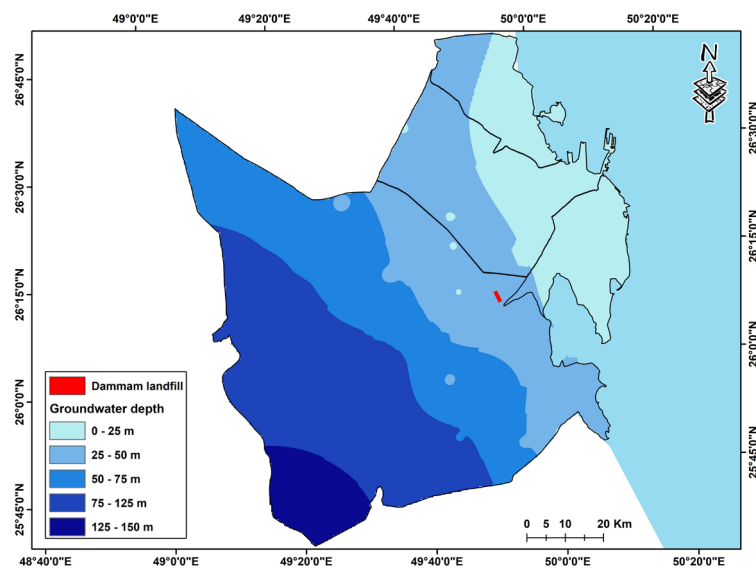 49°0'0"E 49°20'0"E 49°40'0"E 50°0'0"E 50°20'0"E
N
26°45'0"N
26°30'0"N
26°30'0"N
26°15'0"N
26°15'0"N
26°0'0"N
26°0'0"N
25°45'0"N
25°45'0"N
Dammam landfill
Groundwater depth
0 - 25 m
25 - 50 m
50 - 75 m
75 - 125 m
125 - 150 m
0 5 10 20 Km
48°40'0"E 49°0'0"E 49°20'0"E 49°40'0"E 50°0'0"E 50°20'0"E